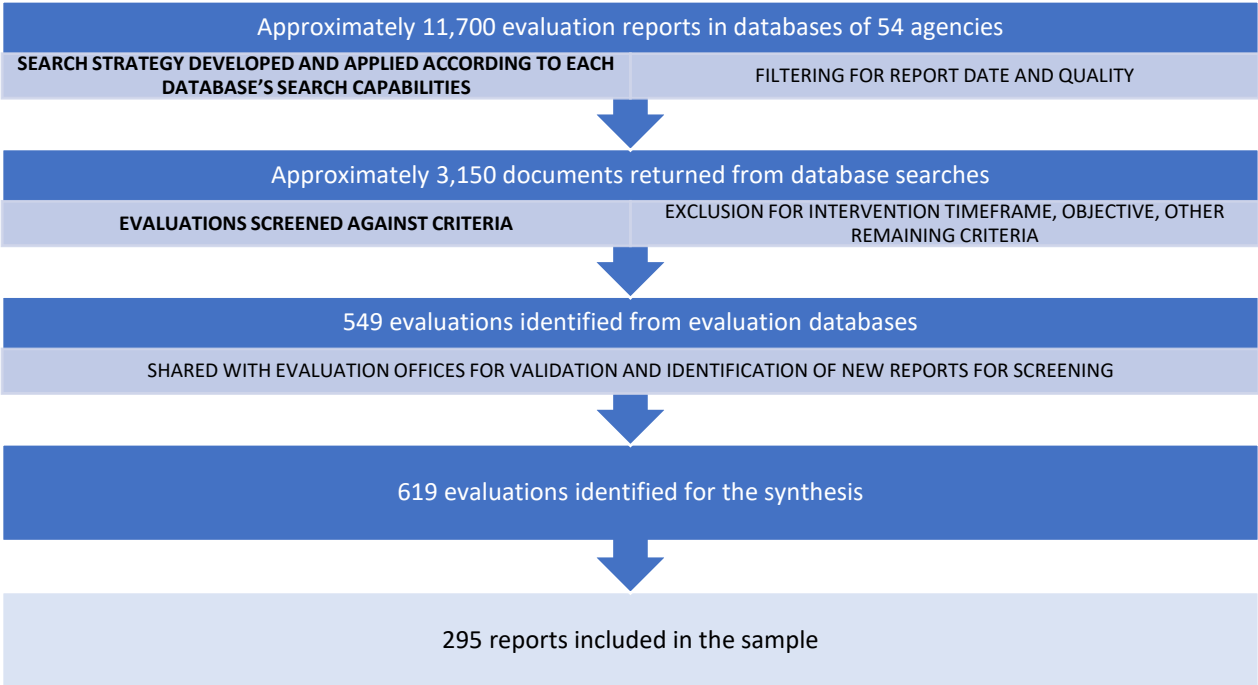 Approximately 11,700 evaluation reports in databases of 54 agencies
SEARCH STRATEGY DEVELOPED AND APPLIED ACCORDING TO EACH
DATABASE'S SEARCH CAPABILITIES
FILTERING FOR REPORT DATE AND QUALITY
Approximately 3,150 documents returned from database searches
EVALUATIONS SCREENED AGAINST CRITERIA
EXCLUSION FOR INTERVENTION TIMEFRAME, OBJECTIVE, OTHER
REMAINING CRITERIA
549 evaluations identified from evaluation databases
SHARED WITH EVALUATION OFFICES FOR VALIDATION AND IDENTIFICATION OF NEW REPORTS FOR SCREENING
619 evaluations identified for the synthesis
295 reports included in the sample